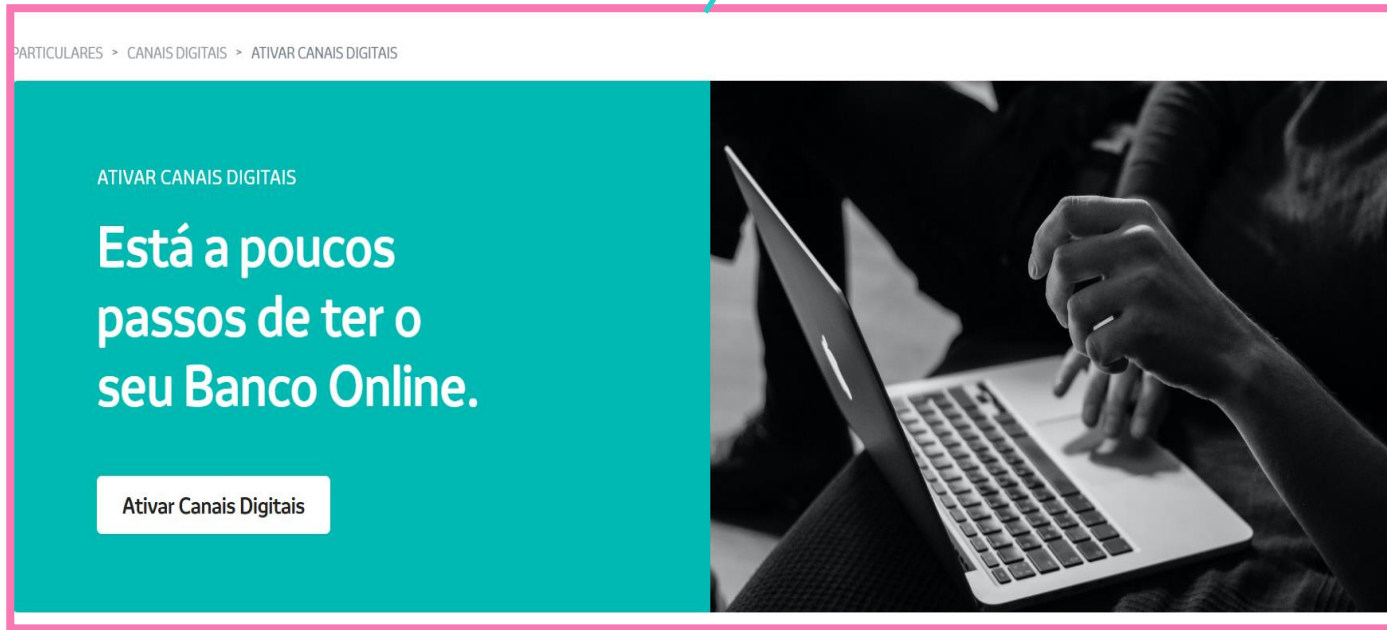 PARTICULARES > CANAIS DIGITAIS > ATIVAR CANAIS DIGITAIS
ATIVAR CANAIS DIGITAIS
Está a poucos
passos de ter o
seu Banco Online.
Ativar Canais Digitais